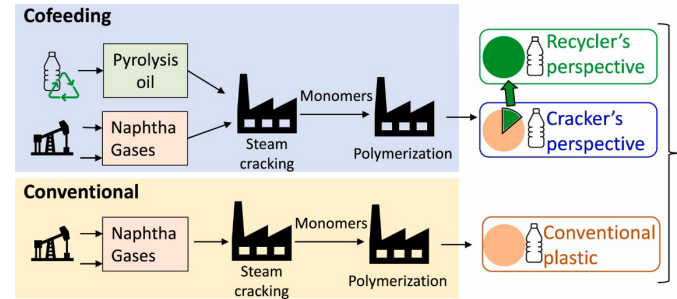 Cofeeding
Pyrolysis
oil
Naphtha
Gases
Steam
cracking
Monomers
Polymerization
Recycler's
perspective
Cracker's
perspective
Conventional
Naphtha
Gases
Steam
cracking
Monomers
Polymerization
Conventional
plastic